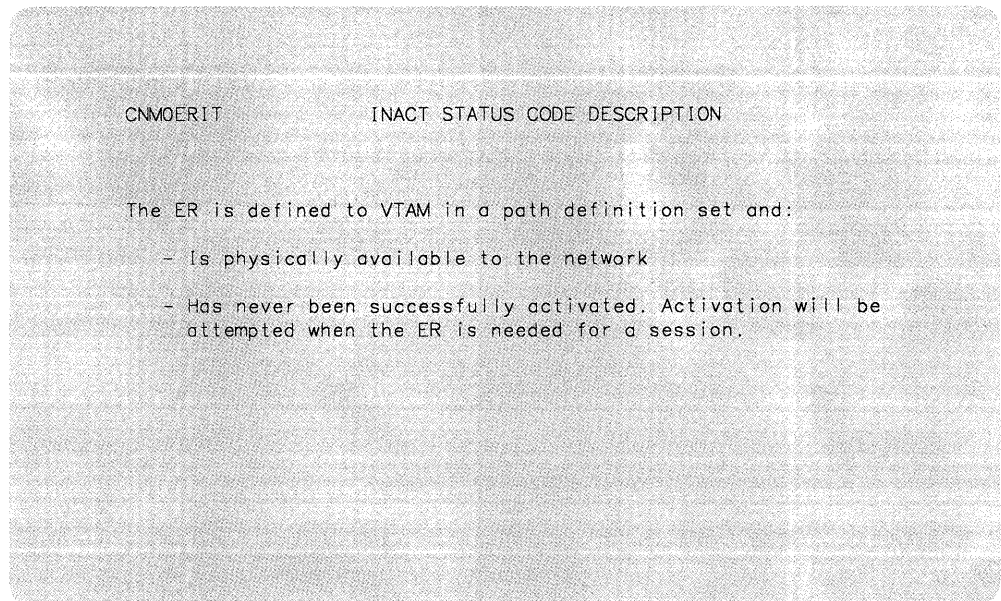 CNM0ERIT INACT STATUS CODE DESCRIPTION
The ER is defined to VTAM in a path definition set and:
- Is physically available to the network
- Has never been successfully activated. Activation will be
attempted when the ER is needed for a session.